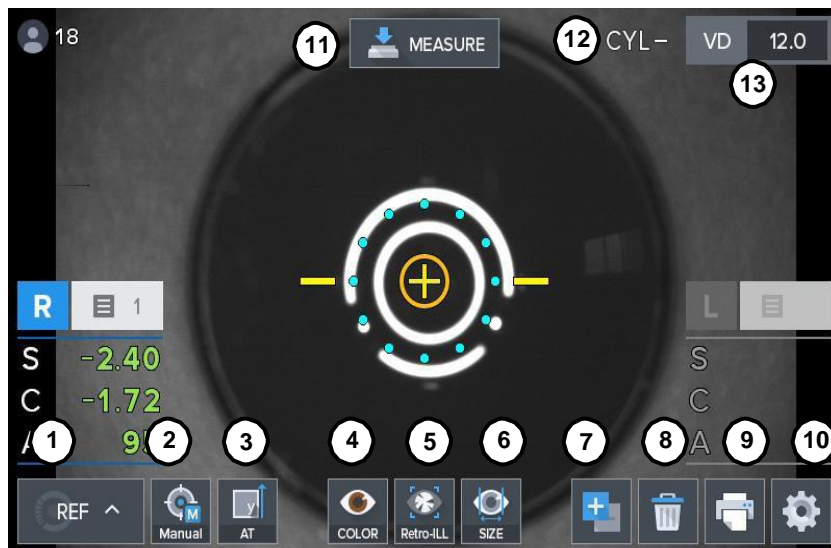 18
11
MEASURE
12
CYL-
VD
12.0
13
R
1
L
S
-2.40
S
C
-1.72
C
A
1
2
3
4
5
6
7
8
A
9
10
REF
M
Manual
y
AT
COLOR
Retro-ILL
SIZE